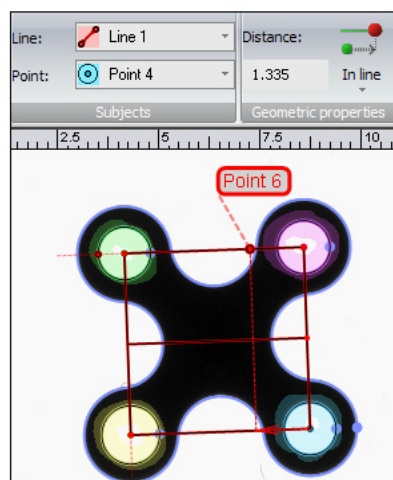 Line: Line 1 Distance:
Point: Point 4 1.335 In line
Subjects Geometric properties
2.5 5 7.5 10
Point 6